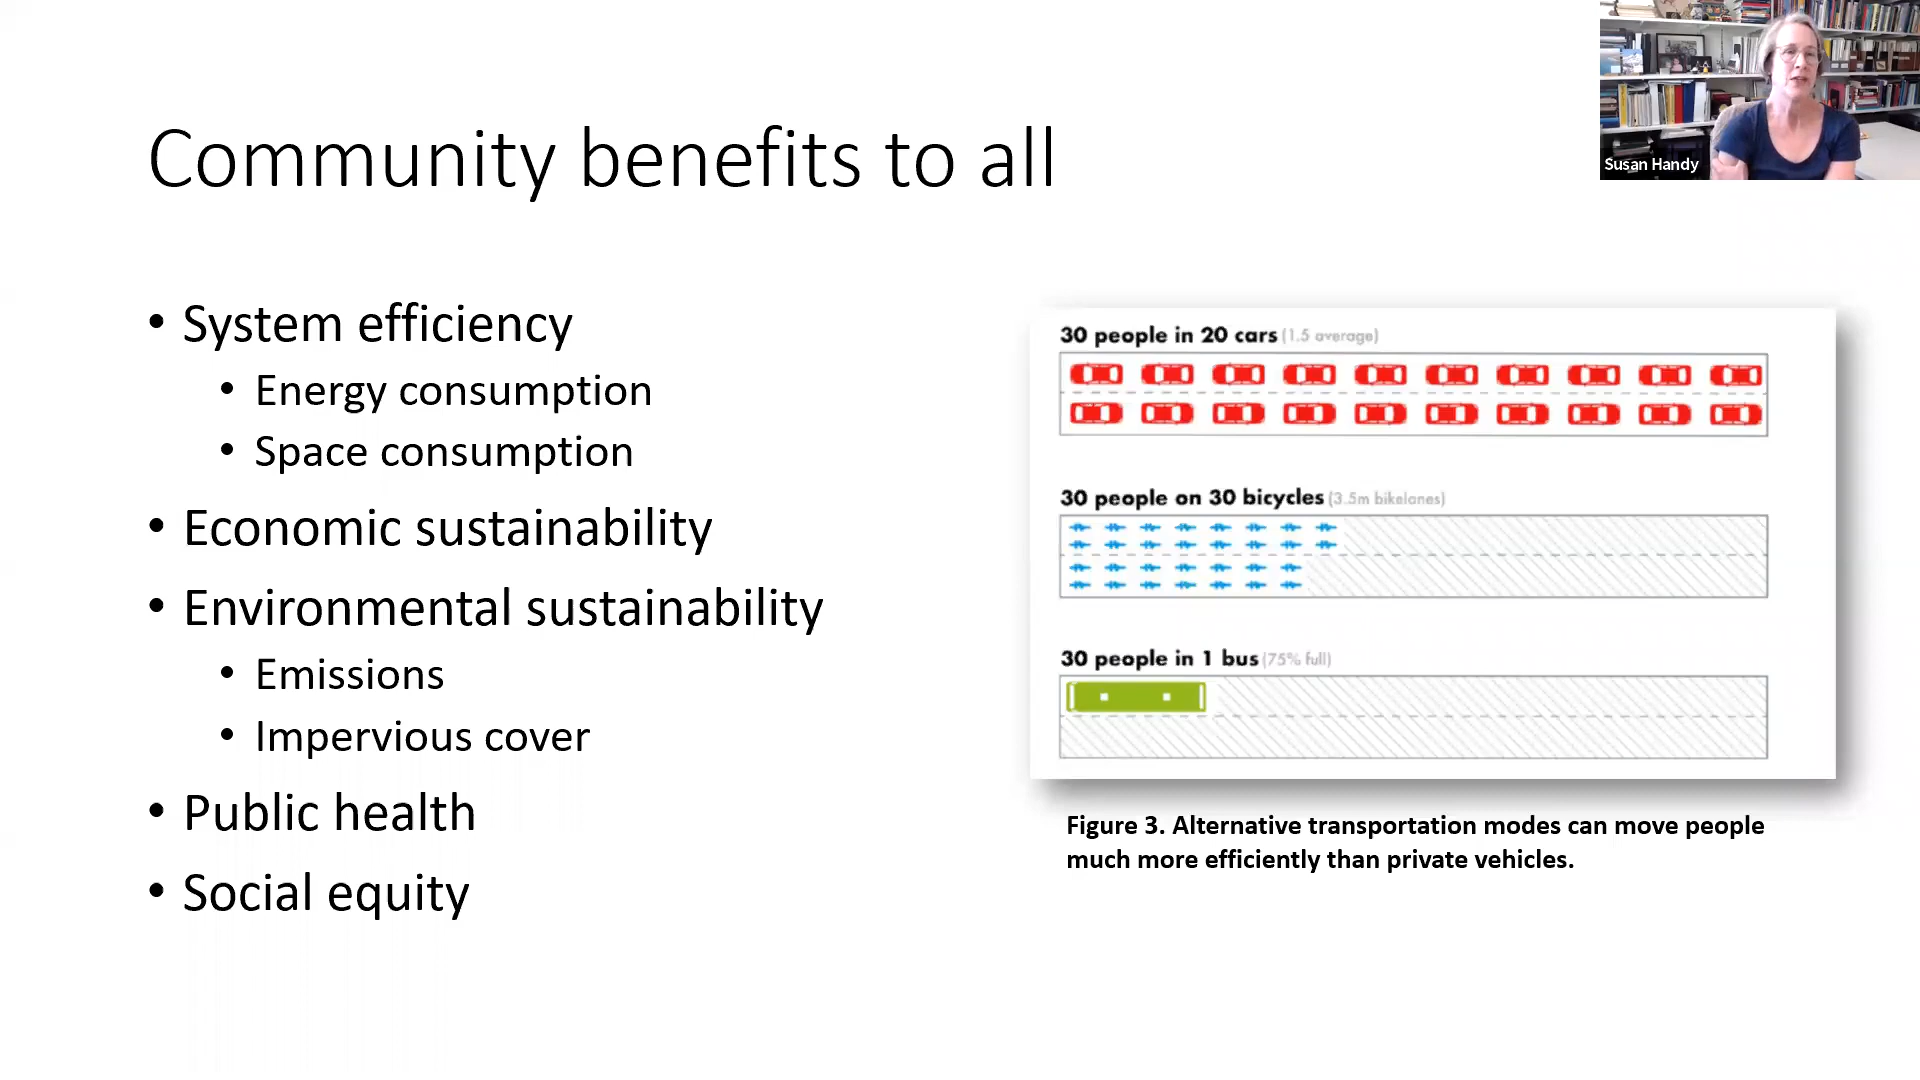 Community benefits to all
Susan Handy
• System efficiency
• Energy consumption
• Space consumption
• Economic sustainability
• Environmental sustainability
• Emissions
• Impervious cover
• Public health
• Social equity
30 people in 20 cars (1.5 average)
30 people on 30 bicycles (3.5m bikelanes)
30 people in 1 bus (75% full)
Figure 3. Alternative transportation modes can move people
much more efficiently than private vehicles.